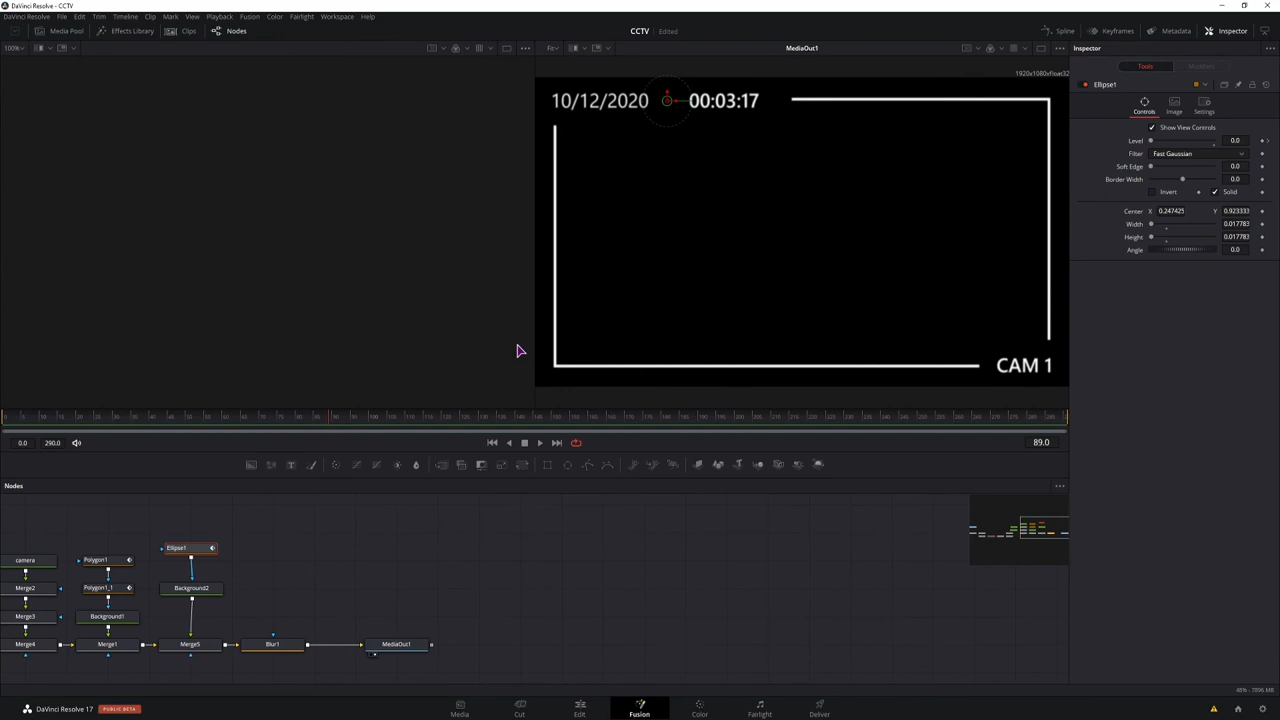 DaVinci Resolve - CCTV
DaVinci Resolve File Edit Trim Timeline Clip Mark View Playback Fusion Color Fairlight Workspace Help
Media Pool Effects Library Clips Nodes CCTV Edited Spline Keyframes Metadata Inspector
100% Fit MediaOut1 Inspector
1920x1080xfloat32
Tools Modifiers
Ellipse1
Controls Image Settings
Show View Controls
Level 0.0
Filter Fast Gaussian
Soft Edge 0.0
Border Width 0.0
Invert Solid
Center X 0.247425 Y 0.923333
Width 0.017783
Height 0.017783
Angle 0.0
10/12/2020 00:03:17
CAM 1
0.0 290.0 89.0
Nodes
Ellipse1
camera Polygon1
Merge2 Polygon1_1 Background2
Merge3 Background1
Merge4 Merge1 Merge5 Blur1 MediaOut1
DaVinci Resolve 17 PUBLIC BETA
Media Cut Edit Fusion Color Fairlight Deliver